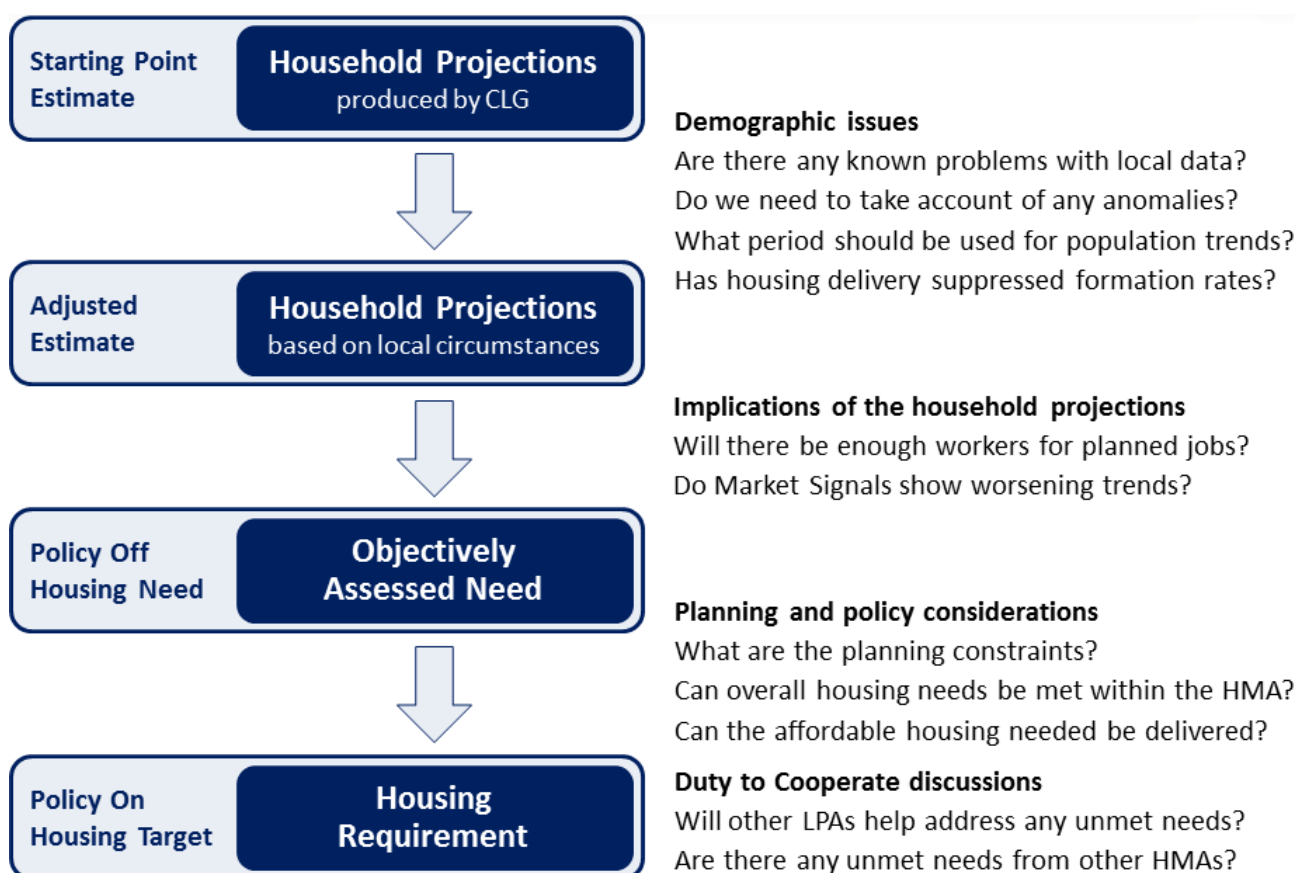 Starting Point
Estimate
Household Projections
produced by CLG
Demographic issues
Are there any known problems with local data?
Do we need to take account of any anomalies?
What period should be used for population trends?
Has housing delivery suppressed formation rates?
Adjusted
Estimate
Household Projections
based on local circumstances
Implications of the household projections
Will there be enough workers for planned jobs?
Do Market Signals show worsening trends?
Policy Off
Housing Need
Objectively
Assessed Need
Planning and policy considerations
What are the planning constraints?
Can overall housing needs be met within the HMA?
Can the affordable housing needed be delivered?
Policy On
Housing Target
Housing
Requirement
Duty to Cooperate discussions
Will other LPAs help address any unmet needs?
Are there any unmet needs from other HMAs?